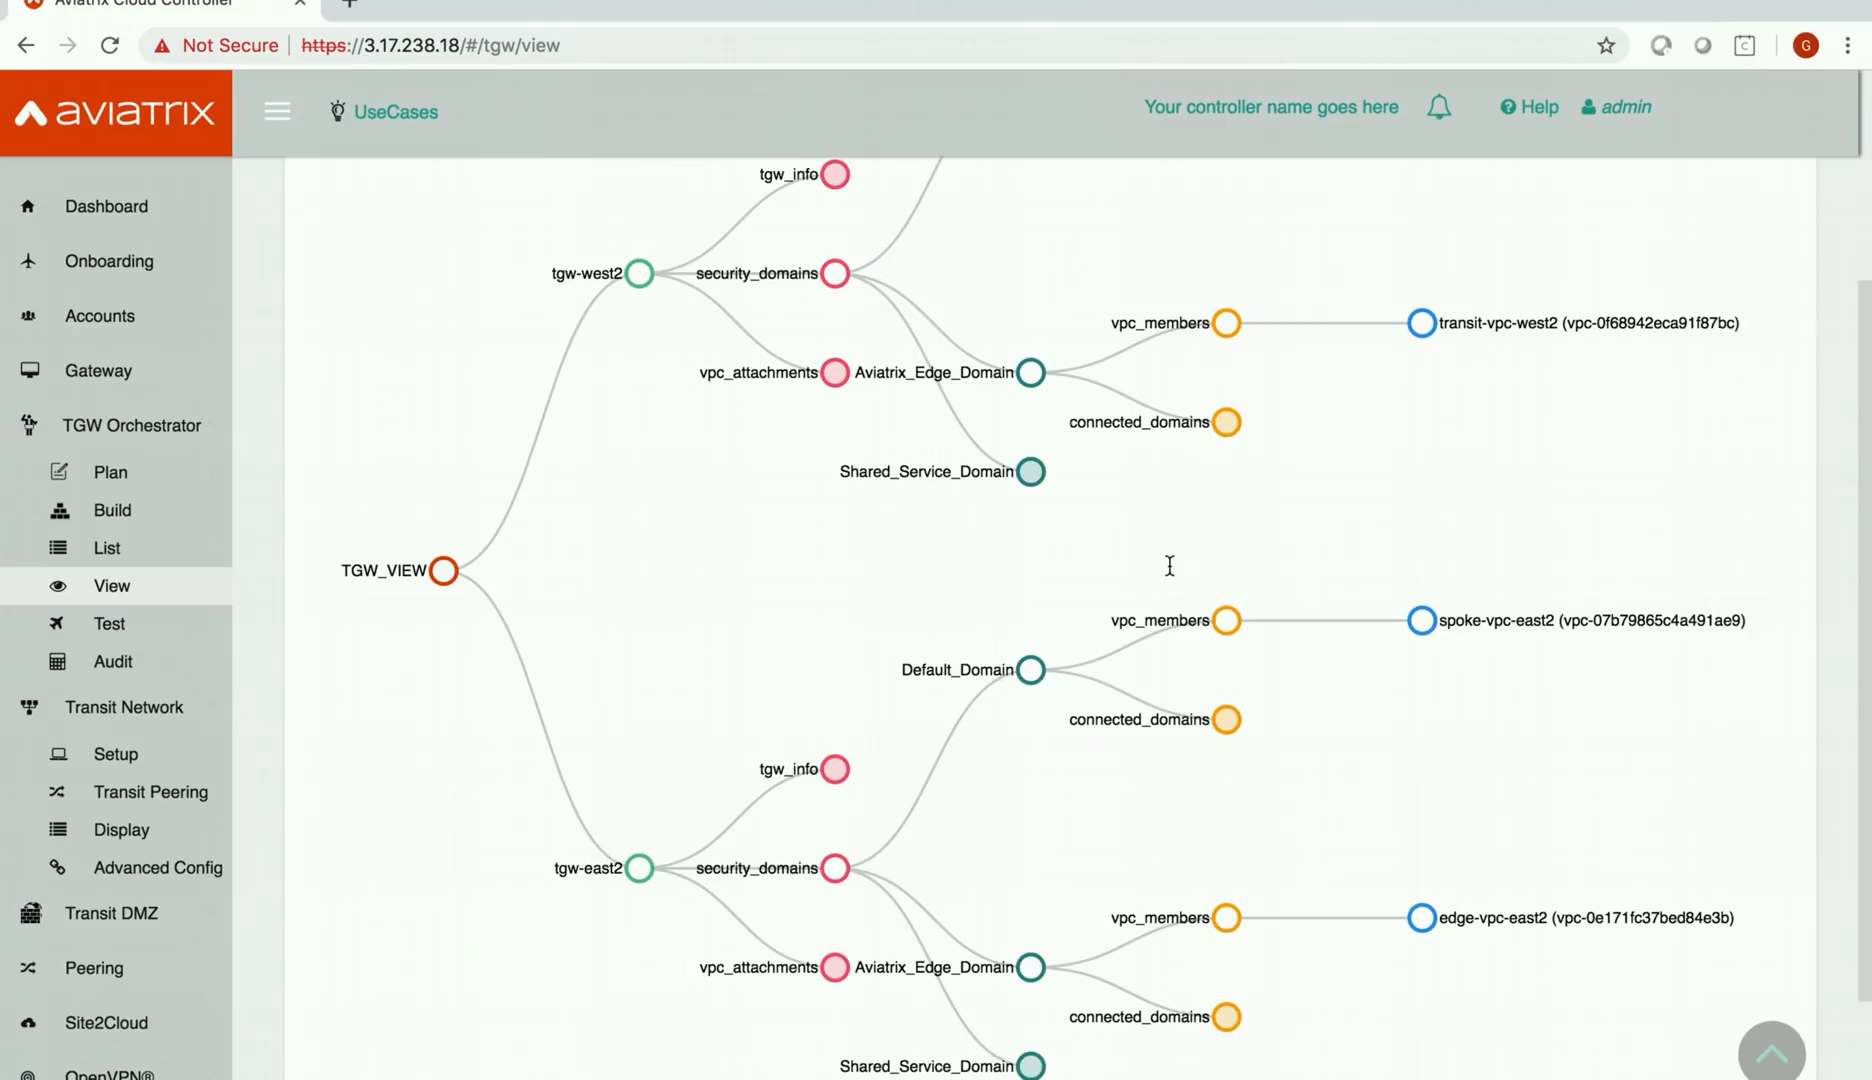 Aviatrix Cloud Controller
Not Secure
https://3.17.238.18/#/tgw/view
C
G
aviatrix
UseCases
Your controller name goes here
Help
admin
Dashboard
Onboarding
Accounts
Gateway
TGW Orchestrator
Plan
Build
List
View
Test
Audit
Transit Network
Setup
Transit Peering
Display
Advanced Config
Transit DMZ
Peering
Site2Cloud
OpenVPN®
tgw_info
tgw-west2
security_domains
vpc_members
transit-vpc-west2 (vpc-0f68942eca91f87bc)
vpc_attachments
Aviatrix_Edge_Domain
connected_domains
Shared_Service_Domain
TGW_VIEW
vpc_members
spoke-vpc-east2 (vpc-07b79865c4a491ae9)
Default_Domain
connected_domains
tgw_info
tgw-east2
security_domains
vpc_members
edge-vpc-east2 (vpc-0e171fc37bed84e3b)
vpc_attachments
Aviatrix_Edge_Domain
connected_domains
Shared_Service_Domain